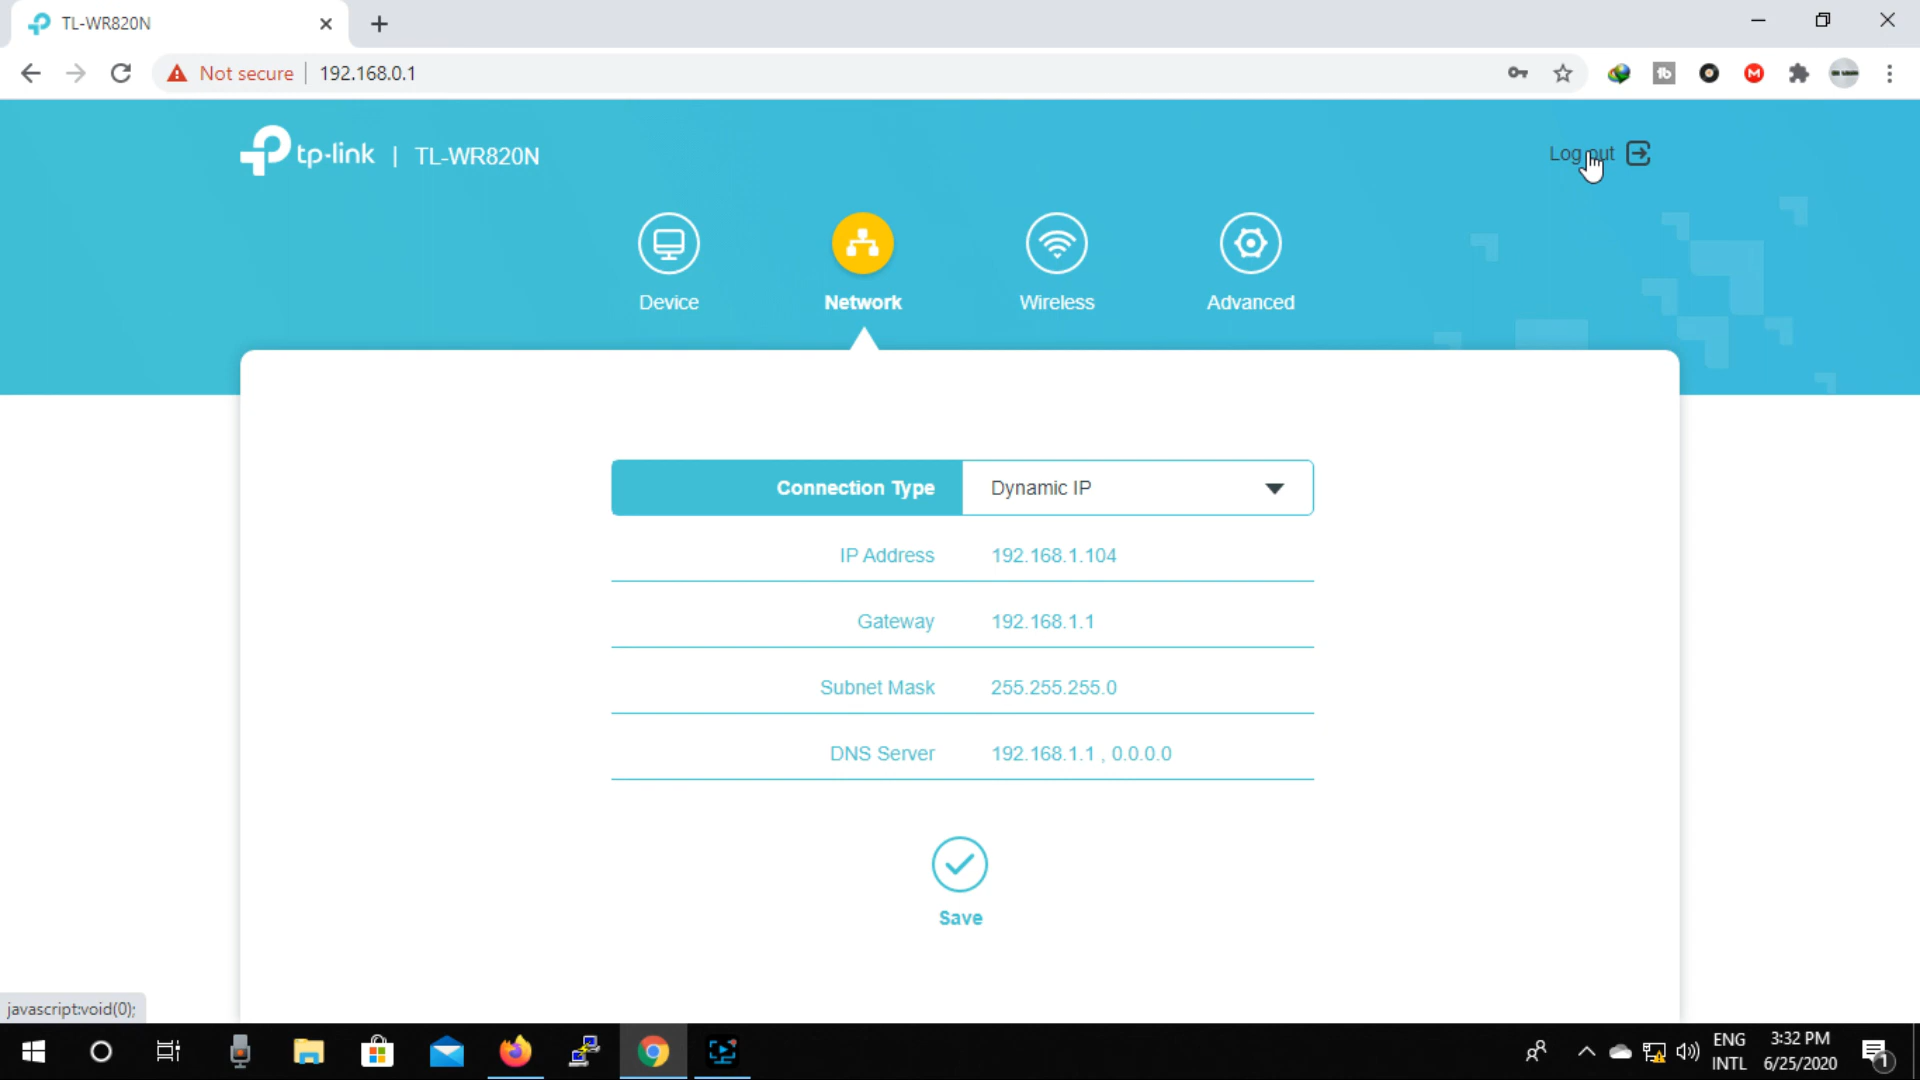 TL-WR820N
Not secure 192.168.0.1
tp-link | TL-WR820N
Log out
Device Network Wireless Advanced
Connection Type Dynamic IP
IP Address 192.168.1.104
Gateway 192.168.1.1
Subnet Mask 255.255.255.0
DNS Server 192.168.1.1 , 0.0.0.0
Save
javascript:void(0);
ENG 3:32 PM
INTL 6/25/2020
1